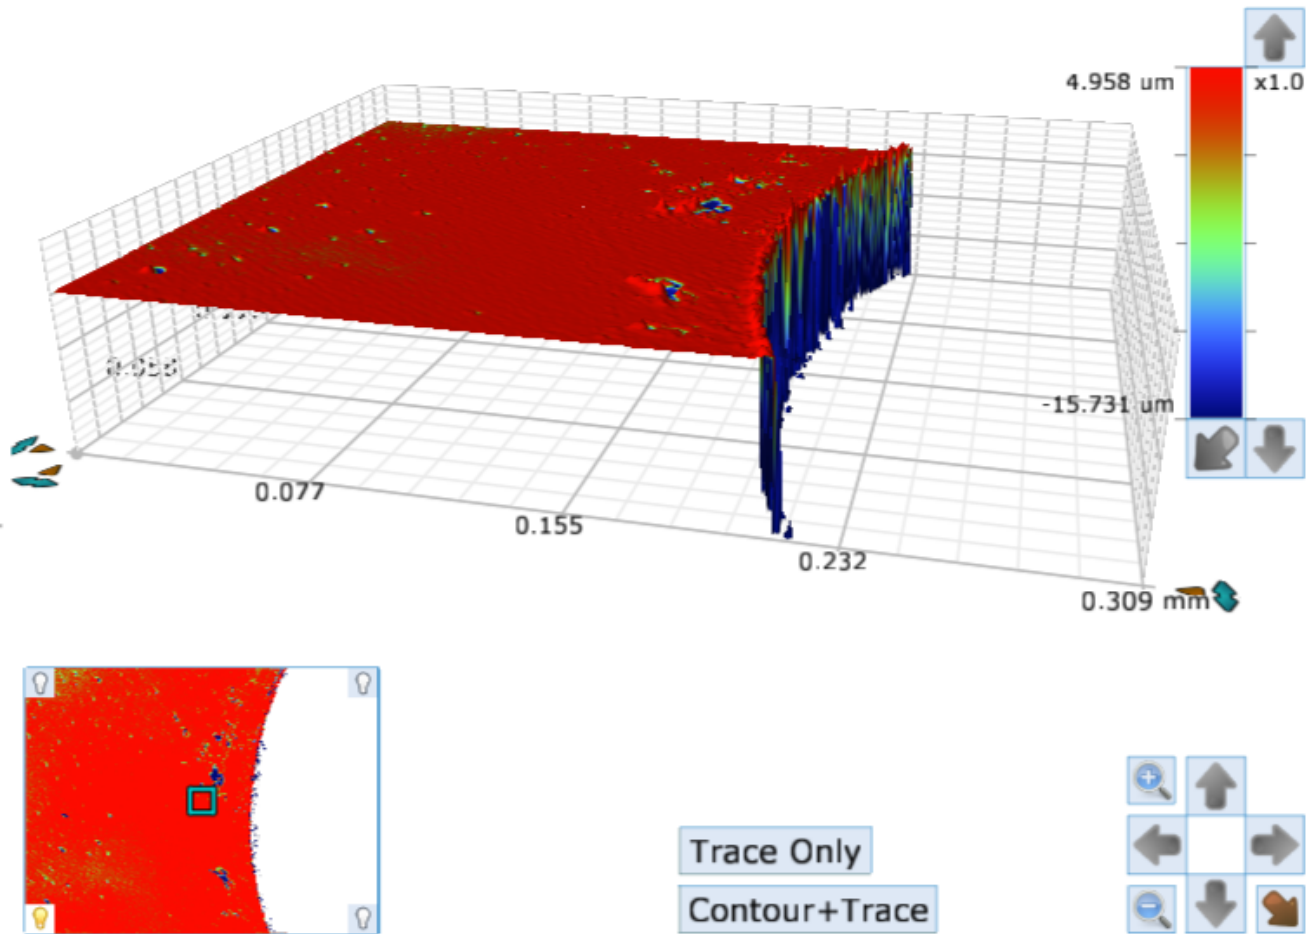 4.958 um
x1.0
-15.731 um
0.077
0.155
0.232
0.309 mm
Trace Only
Contour+Trace